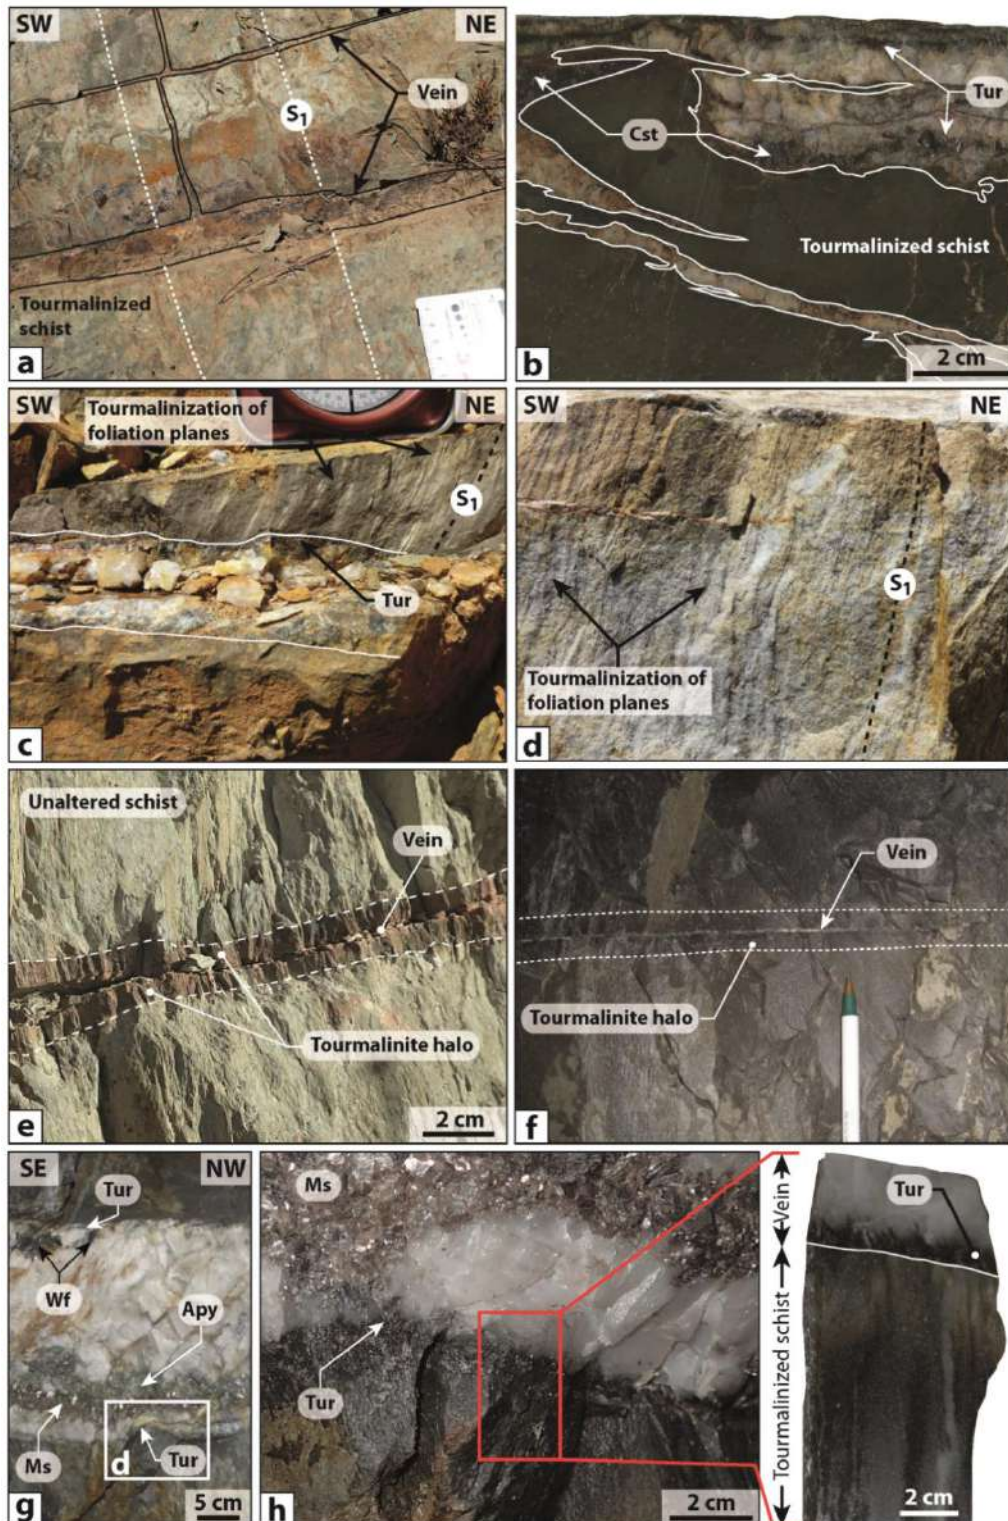 SW
NE
Vein
S1
Tourmalinized
schist
a
Tur
Cst
Tourmalinized schist
2 cm
b
SW
NE
Tourmalinization of
foliation planes
S1
Tur
c
SW
NE
S1
Tourmalinization of
foliation planes
d
Unaltered schist
Vein
Tourmalinite halo
2 cm
e
Vein
Tourmalinite halo
f
SE
NW
Tur
Wf
Apy
Ms
d
Tur
5 cm
g
Ms
Tur
2 cm
h
Vein
Tourmalinized schist
Tur
2 cm